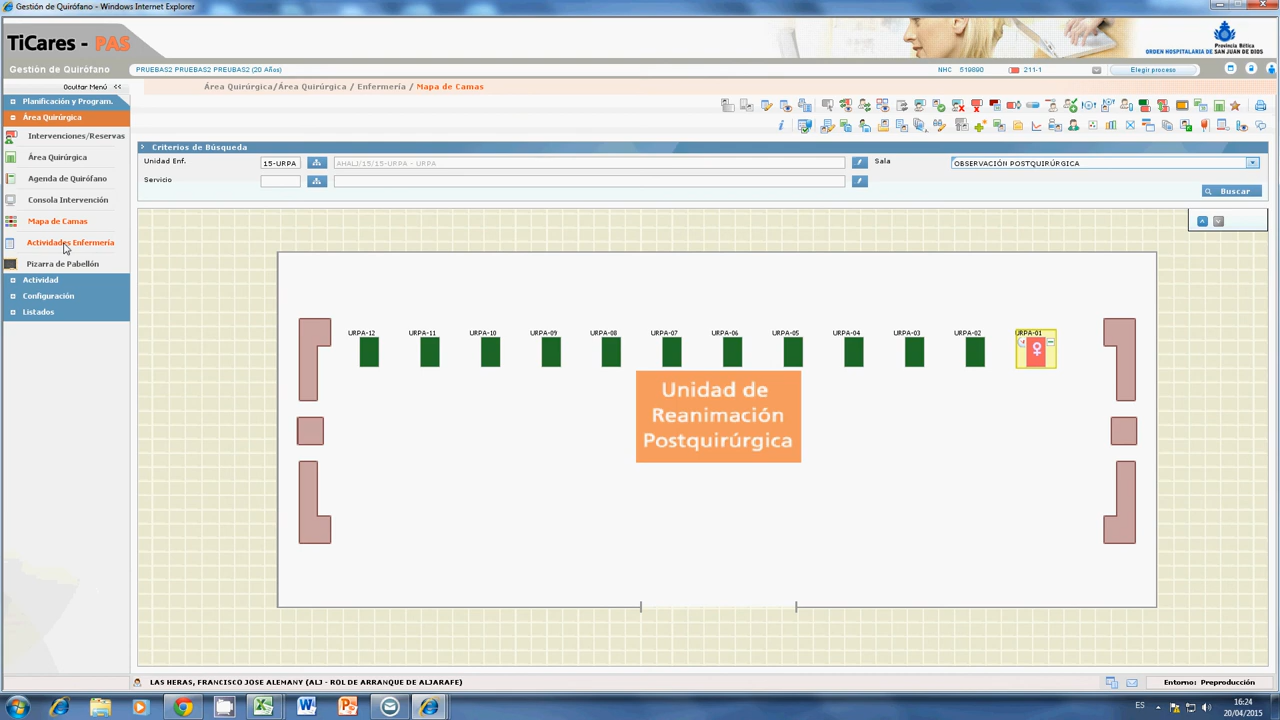 Gestión de Quirófano - Windows Internet Explorer
TiCares - PAS
Provincia Bética
ORDEN HOSPITALARIA DE SAN JUAN DE DIOS
Gestión de Quirófano
PRUEBAS2 PRUEBAS2 PREUBAS2 (20 Años)
NHC 519890
211-1
Elegir proceso
Ocultar Menú <<
Área Quirúrgica/Área Quirúrgica / Enfermería / Mapa de Camas
Planificación y Program.
Área Quirúrgica
Intervenciones/Reservas
Área Quirúrgica
Agenda de Quirófano
Consola Intervención
Mapa de Camas
Actividades Enfermería
Pizarra de Pabellón
Actividad
Configuración
Listados
Criterios de Búsqueda
Unidad Enf. 15-URPA AHALJ/15/15-URPA - URPA Sala OBSERVACIÓN POSTQUIRÚRGICA
Servicio
Buscar
URPA-12 URPA-11 URPA-10 URPA-09 URPA-08 URPA-07 URPA-06 URPA-05 URPA-04 URPA-03 URPA-02 URPA-01
Unidad de
Reanimación
Postquirúrgica
LAS HERAS, FRANCISCO JOSE ALEMANY (ALJ - ROL DE ARRANQUE DE ALJARAFE)
Entorno: Preproducción
ES
16:24
20/04/2015